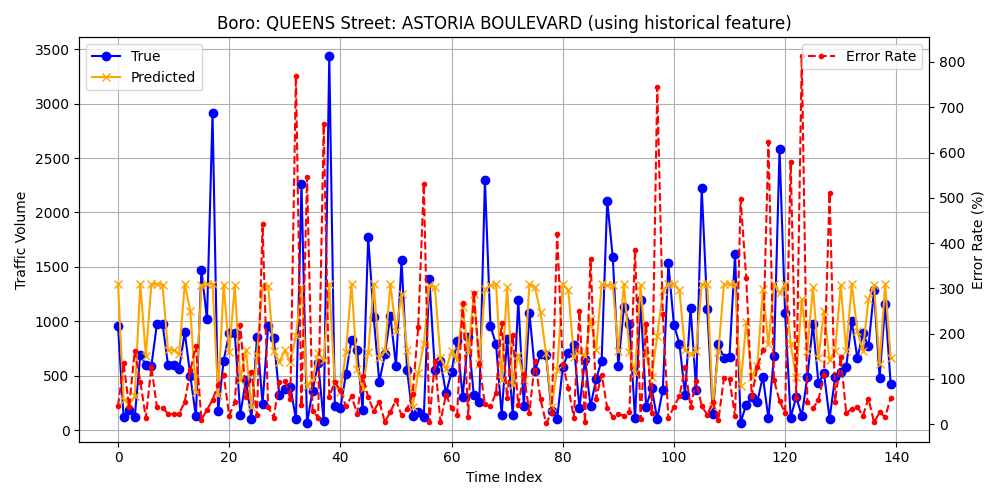 Boro: QUEENS Street: ASTORIA BOULEVARD (using historical feature)
True
Predicted
Error Rate
3500
3000
2500
2000
1500
1000
500
0
Traffic Volume
800
700
600
500
400
300
200
100
0
Error Rate (%)
0 20 40 60 80 100 120 140
Time Index